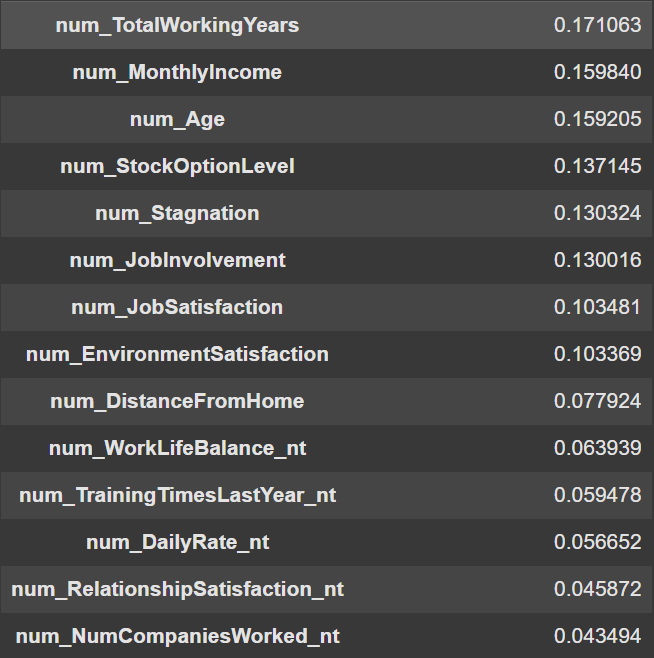 num_TotalWorkingYears 0.171063
num_MonthlyIncome 0.159840
num_Age 0.159205
num_StockOptionLevel 0.137145
num_Stagnation 0.130324
num_JobInvolvement 0.130016
num_JobSatisfaction 0.103481
num_EnvironmentSatisfaction 0.103369
num_DistanceFromHome 0.077924
num_WorkLifeBalance_nt 0.063939
num_TrainingTimesLastYear_nt 0.059478
num_DailyRate_nt 0.056652
num_RelationshipSatisfaction_nt 0.045872
num_NumCompaniesWorked_nt 0.043494